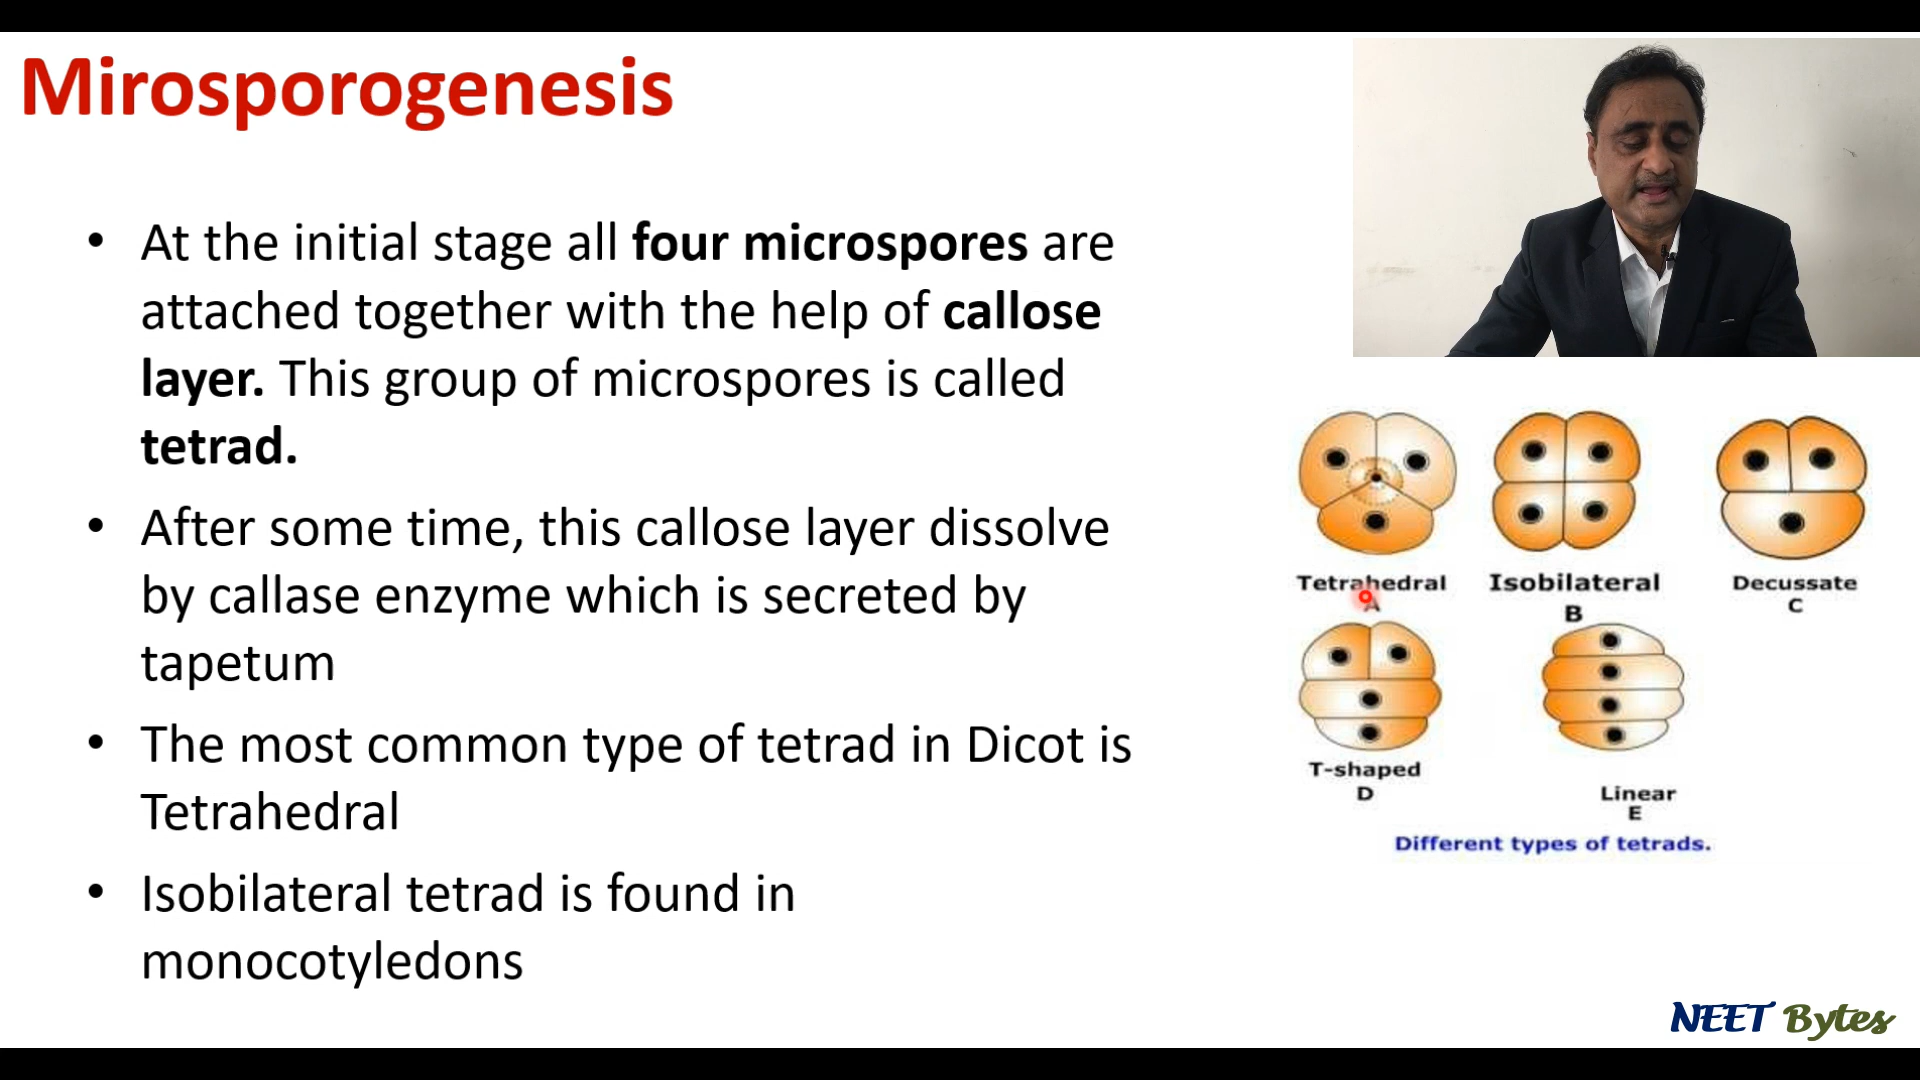 Mirosporogenesis
• At the initial stage all four microspores are
attached together with the help of callose
layer. This group of microspores is called
tetrad.
• After some time, this callose layer dissolve
by callase enzyme which is secreted by
tapetum
• The most common type of tetrad in Dicot is
Tetrahedral
• Isobilateral tetrad is found in
monocotyledons
Tetrahedral
A
Isobilateral
B
Decussate
C
T-shaped
D
Linear
E
Different types of tetrads.
NEET Bytes